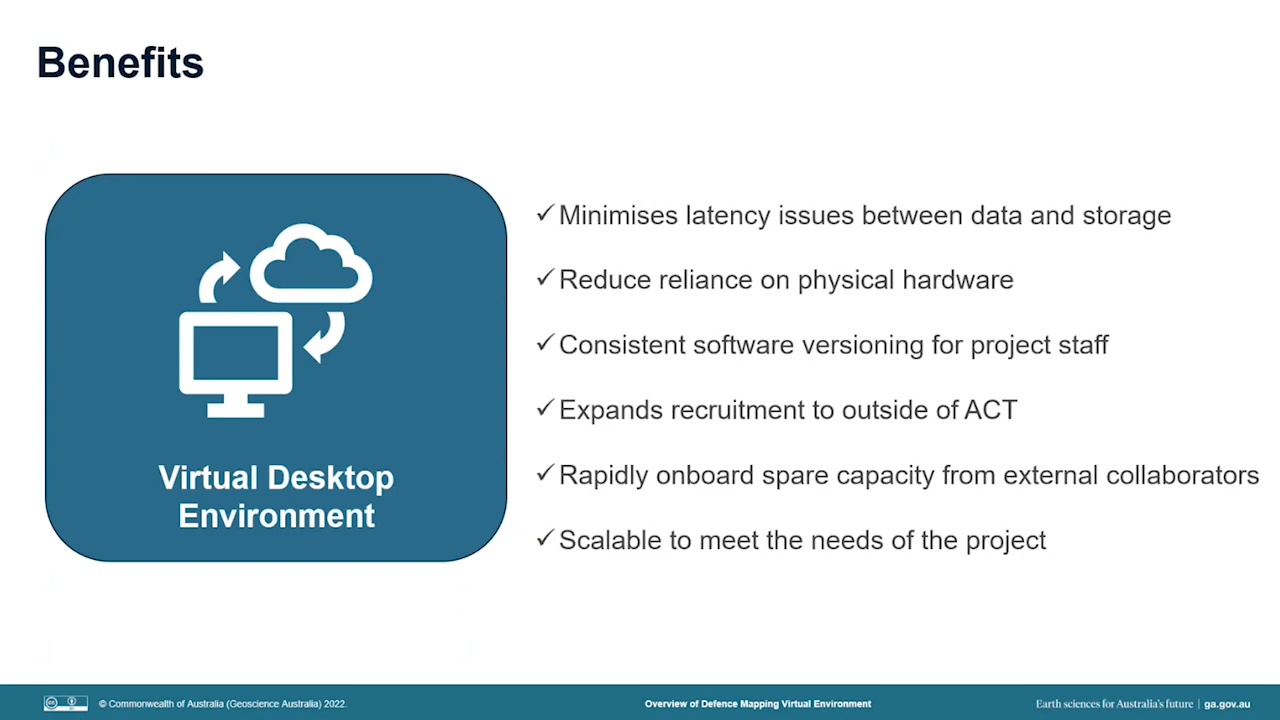 Benefits
Virtual Desktop
Environment
✓Minimises latency issues between data and storage
✓Reduce reliance on physical hardware
✓Consistent software versioning for project staff
✓Expands recruitment to outside of ACT
✓Rapidly onboard spare capacity from external collaborators
✓Scalable to meet the needs of the project
© Commonwealth of Australia (Geoscience Australia) 2022.
Overview of Defence Mapping Virtual Environment
Earth sciences for Australia's future | ga.gov.au